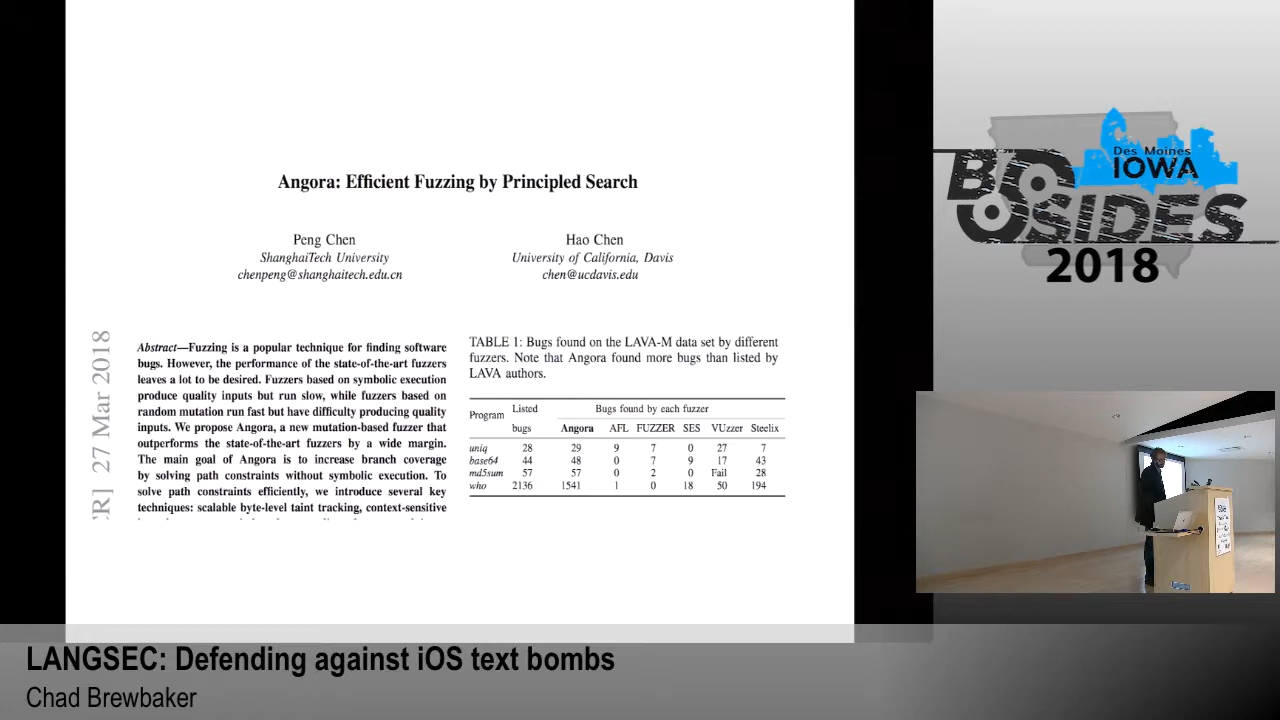 Angora: Efficient Fuzzing by Principled Search
Peng Chen
ShanghaiTech University
chenpeng@shanghaitech.edu.cn
Hao Chen
University of California, Davis
chen@ucdavis.edu
CR] 27 Mar 2018
Abstract—Fuzzing is a popular technique for finding software
bugs. However, the performance of the state-of-the-art fuzzers
leaves a lot to be desired. Fuzzers based on symbolic execution
produce quality inputs but run slow, while fuzzers based on
random mutation run fast but have difficulty producing quality
inputs. We propose Angora, a new mutation-based fuzzer that
outperforms the state-of-the-art fuzzers by a wide margin.
The main goal of Angora is to increase branch coverage
by solving path constraints without symbolic execution. To
solve path constraints efficiently, we introduce several key
techniques: scalable byte-level taint tracking, context-sensitive
TABLE 1: Bugs found on the LAVA-M data set by different
fuzzers. Note that Angora found more bugs than listed by
LAVA authors.
Program Listed bugs Bugs found by each fuzzer
Angora AFL FUZZER SES VUzzer Steelix
uniq 28 29 9 7 0 27 7
base64 44 48 0 7 9 17 43
md5sum 57 57 0 2 0 Fail 28
who 2136 1541 1 0 18 50 194
Des Moines
IOWA
BSIDES
2018
LANGSEC: Defending against iOS text bombs
Chad Brewbaker